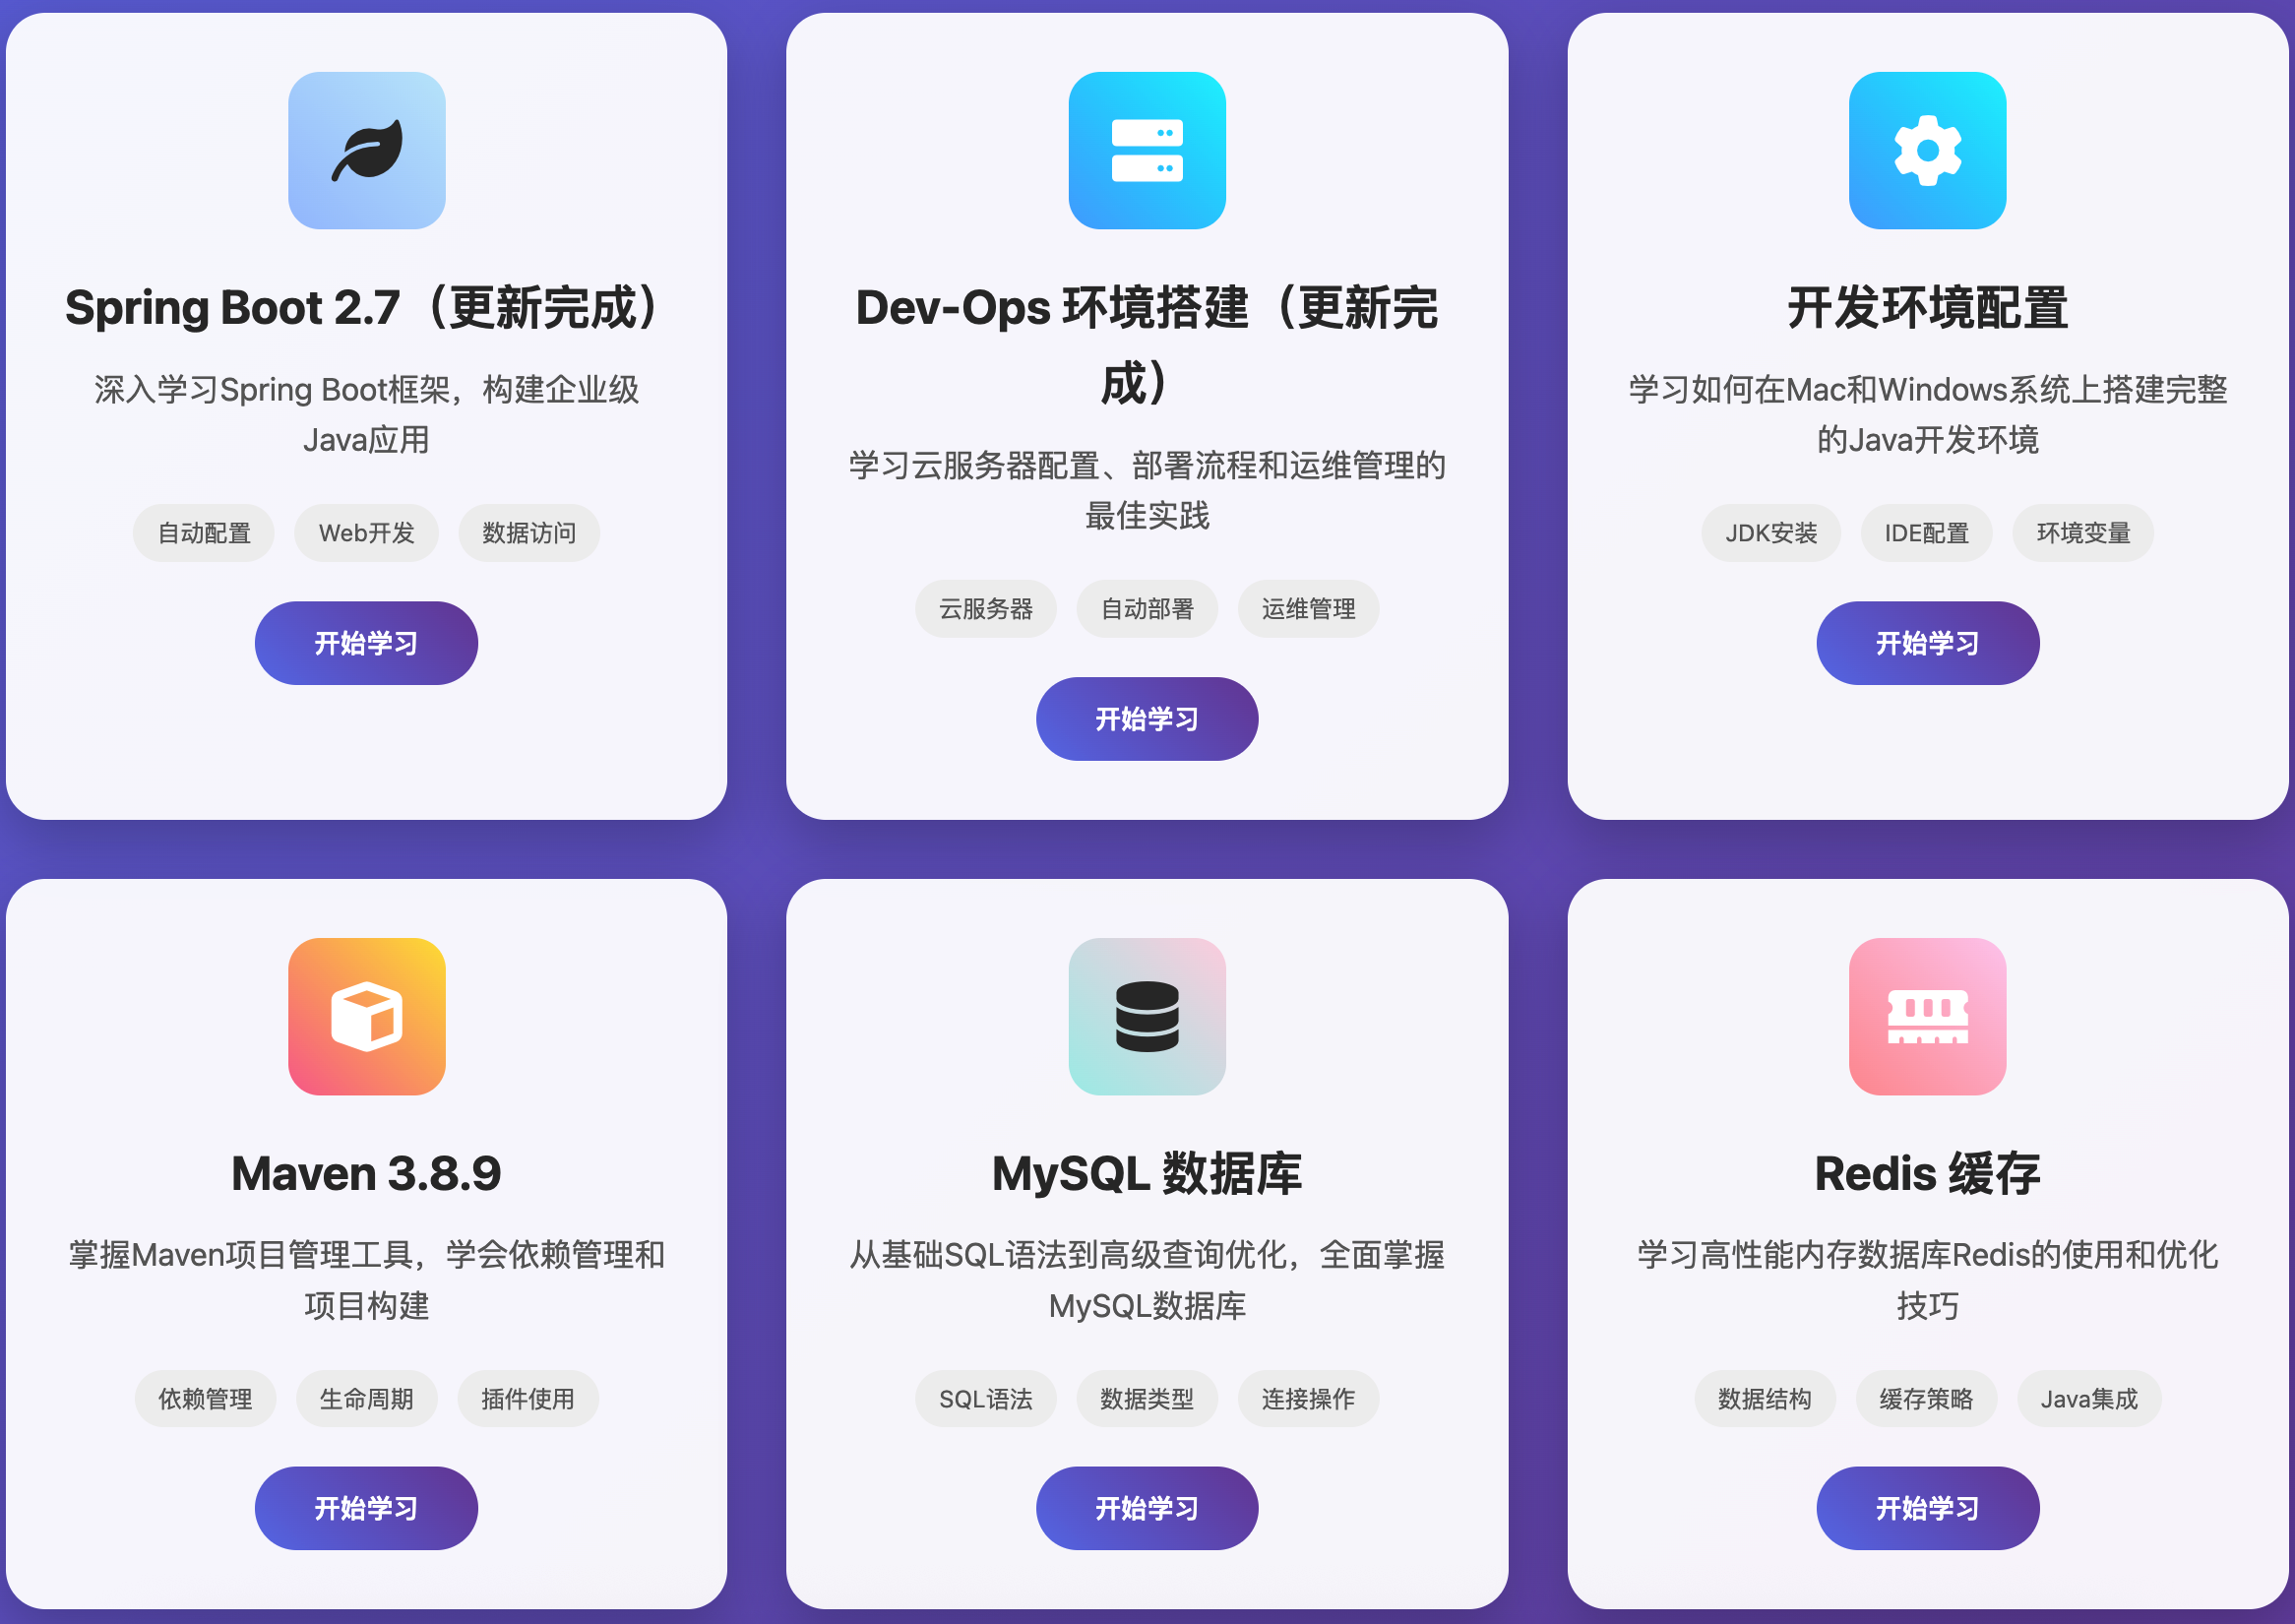 Spring Boot 2.7（更新完成）
深入学习Spring Boot框架，构建企业级
Java应用
自动配置 Web开发 数据访问
开始学习
Dev-Ops 环境搭建（更新完
成）
学习云服务器配置、部署流程和运维管理的
最佳实践
云服务器 自动部署 运维管理
开始学习
开发环境配置
学习如何在Mac和Windows系统上搭建完整
的Java开发环境
JDK安装 IDE配置 环境变量
开始学习
Maven 3.8.9
掌握Maven项目管理工具，学会依赖管理和
项目构建
依赖管理 生命周期 插件使用
开始学习
MySQL 数据库
从基础SQL语法到高级查询优化，全面掌握
MySQL数据库
SQL语法 数据类型 连接操作
开始学习
Redis 缓存
学习高性能内存数据库Redis的使用和优化
技巧
数据结构 缓存策略 Java集成
开始学习